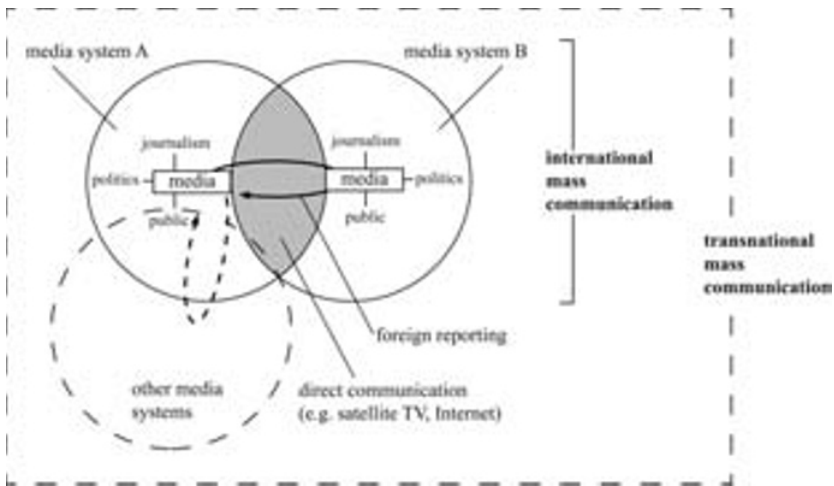 media system A
media system B
journalism
journalism
politics
media
media
politics
public
public
international
mass
communication
transnational
mass
communication
foreign reporting
other media
systems
direct communication
(e.g. satellite TV, Internet)